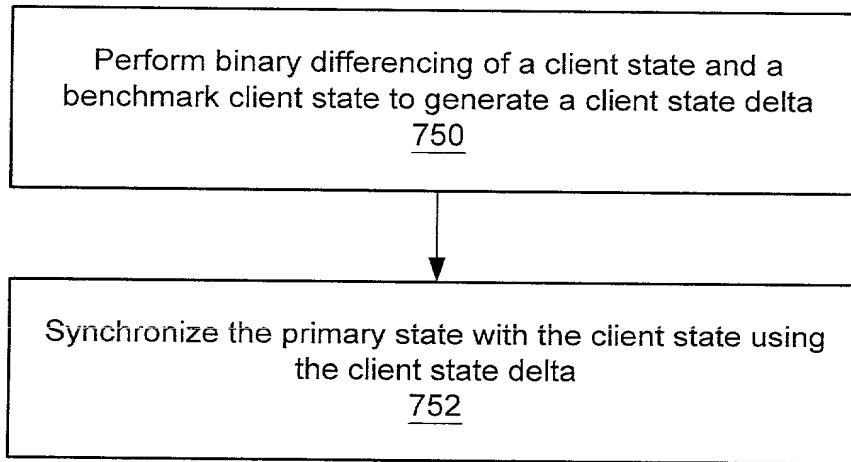 Perform binary differencing of a client state and a
benchmark client state to generate a client state delta
750
Synchronize the primary state with the client state using
the client state delta
752